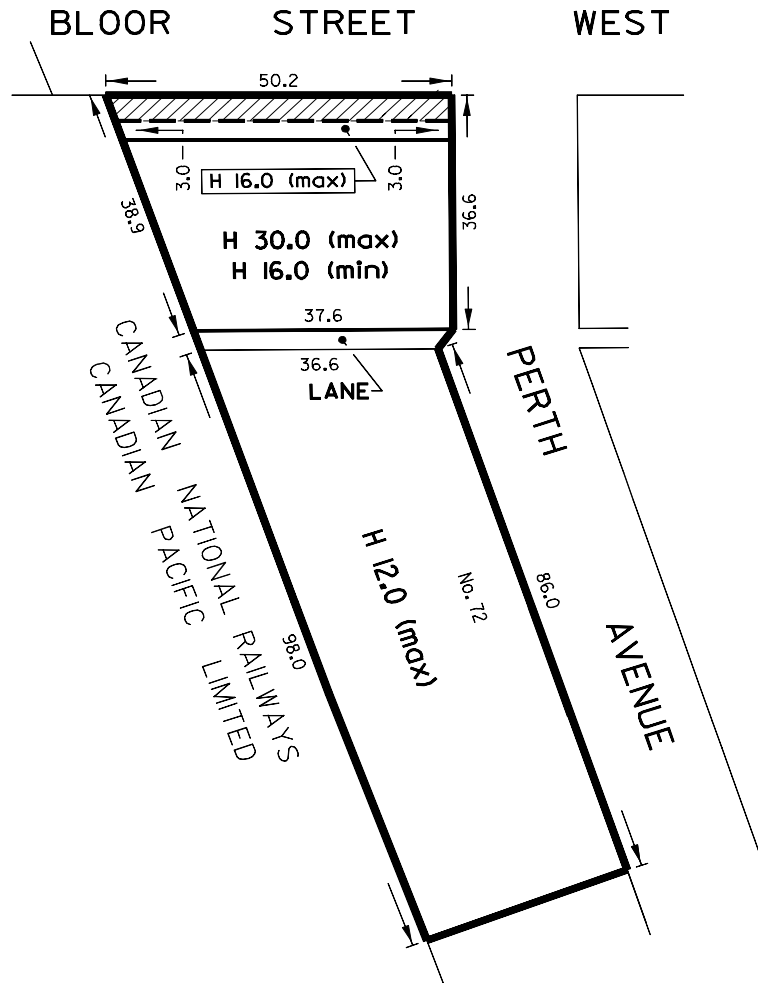 BLOOR STREET WEST
50.2
3.0
3.0
H 16.0 (max)
38.9
36.6
H 30.0 (max)
H 16.0 (min)
37.6
36.6
LANE
CANADIAN NATIONAL RAILWAYS
CANADIAN PACIFIC LIMITED
PERTH AVENUE
H 12.0 (max)
No. 72
86.0
98.0